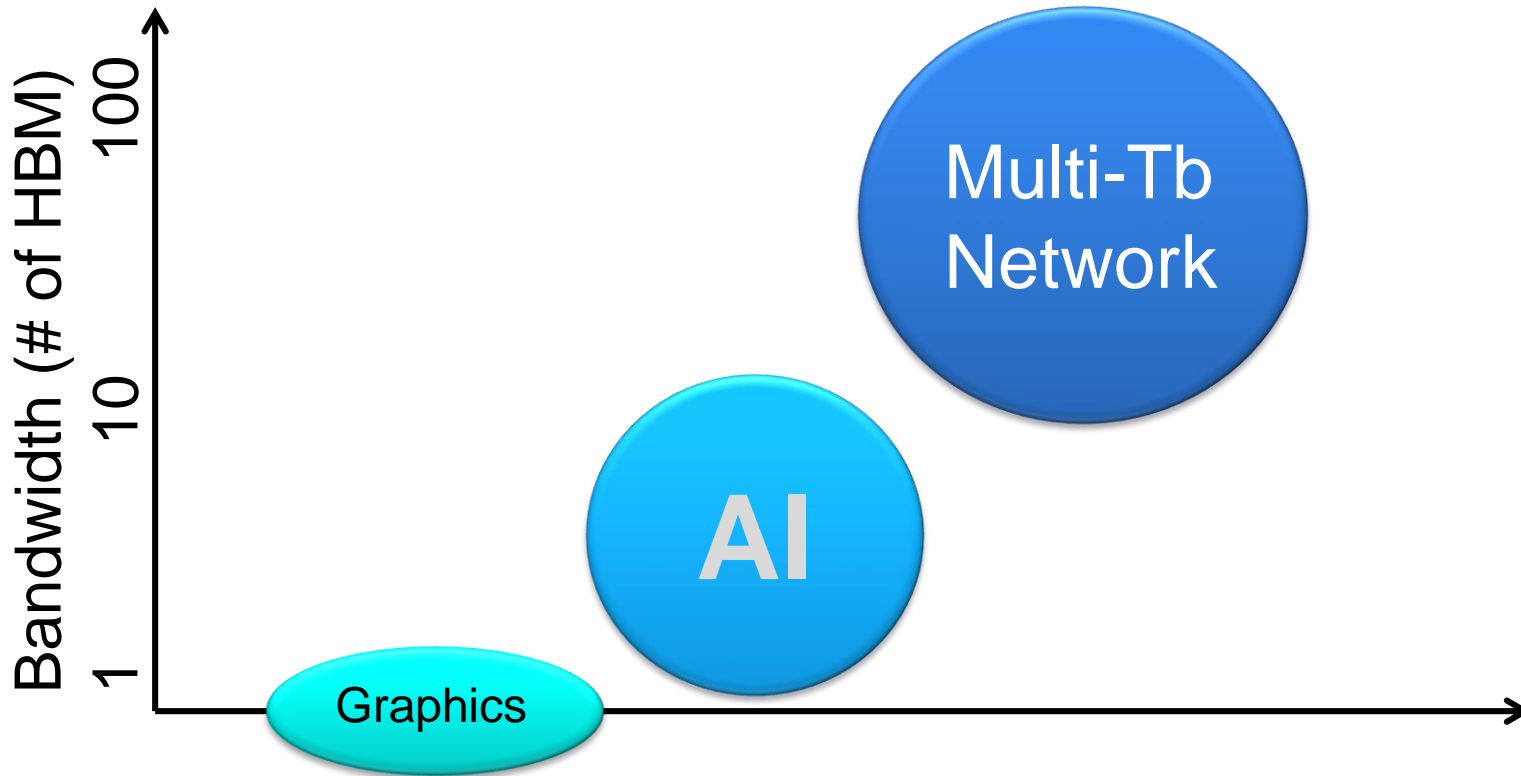 Bandwidth (# of HBM)
100
10
1
Multi-Tb
Network
AI
Graphics